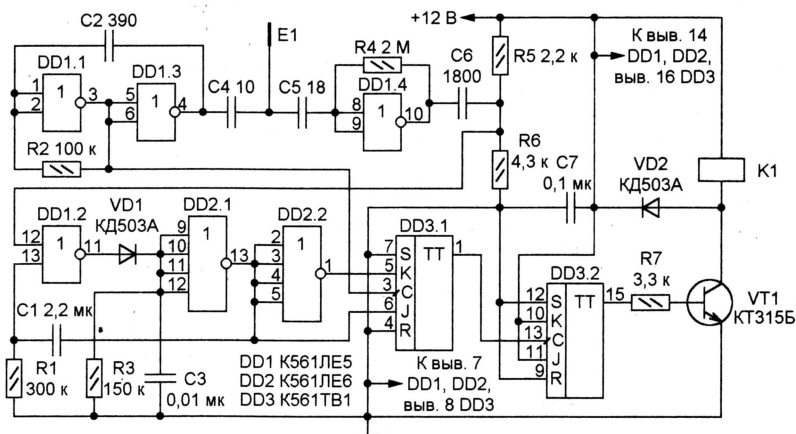 C2 390
DD1.1
DD1.3
1
2
3
1
5
6
4
1
R2 100 к
C4 10
E1
C5 18
R4 2 М
DD1.4
8
9
10
1
C6
1800
+12 В
R5 2,2 к
К выв. 14
DD1, DD2,
выв. 16 DD3
R6
4,3 к
C7
0,1 мк
VD2
КД503А
K1
DD1.2
12
13
11
1
VD1
КД503А
DD2.1
9
10
11
12
13
1
DD2.2
2
3
4
5
1
1
DD3.1
7
5
3
6
4
S
K
C
J
R
TT
1
DD3.2
12
10
13
11
9
S
K
C
J
R
TT
15
R7
3,3 к
VT1
КТ315Б
C1 2,2 мк
R1
300 к
R3
150 к
C3
0,01 мк
DD1 К561ЛЕ5
DD2 К561ЛЕ6
DD3 К561ТВ1
К выв. 7
DD1, DD2,
выв. 8 DD3